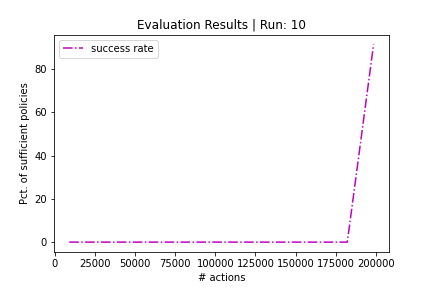 Evaluation Results | Run: 10
success rate
Pct. of sufficient policies
80
60
40
20
0
0 25000 50000 75000 100000 125000 150000 175000 200000
# actions